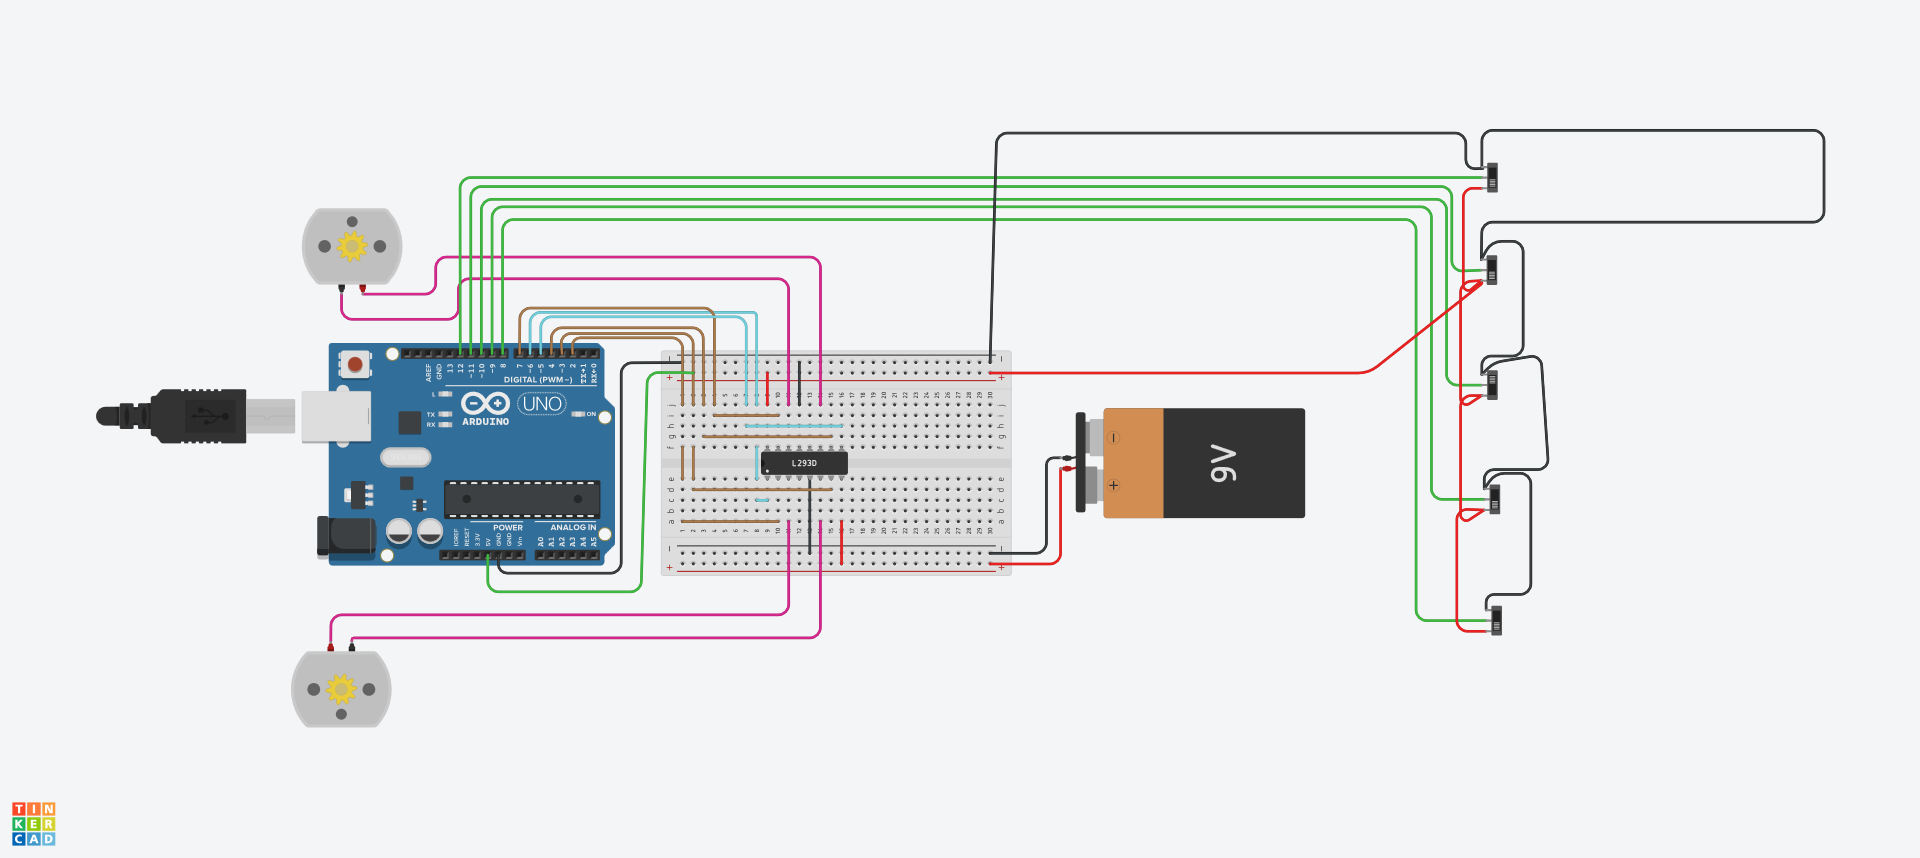 AREF
GND
13
12
~11
~10
~9
8
7
~6
~5
4
~3
2
TX→1
RX←0
DIGITAL (PWM~)
L
TX
RX
UNO
ARDUINO
ON
POWER
ANALOG IN
IOREF
RESET
3.3V
5V
GND
GND
Vin
A0
A1
A2
A3
A4
A5
L293D
j
i
h
g
f
e
d
c
b
a
9V
TIN
KER
CAD